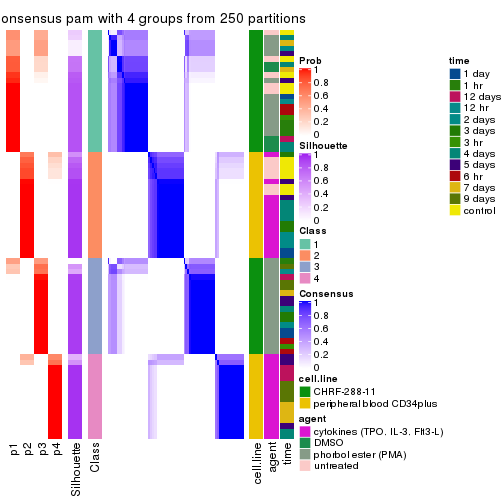 onsensus pam with 4 groups from 250 partitions
Prob
1
0.8
0.6
0.4
0.2
0
Silhouette
1
0.8
0.6
0.4
0.2
0
Class
1
2
3
4
Consensus
1
0.8
0.6
0.4
0.2
0
cell.line
CHRF-288-11
peripheral blood CD34plus
agent
cytokines (TPO. IL-3. Flt3-L)
DMSO
phorbol ester (PMA)
untreated
time
1 day
1 hr
12 days
12 hr
2 days
3 days
3 hr
4 days
5 days
6 hr
7 days
9 days
control
p1
p2
p3
p4
Silhouette
Class
cell.line
agent
time